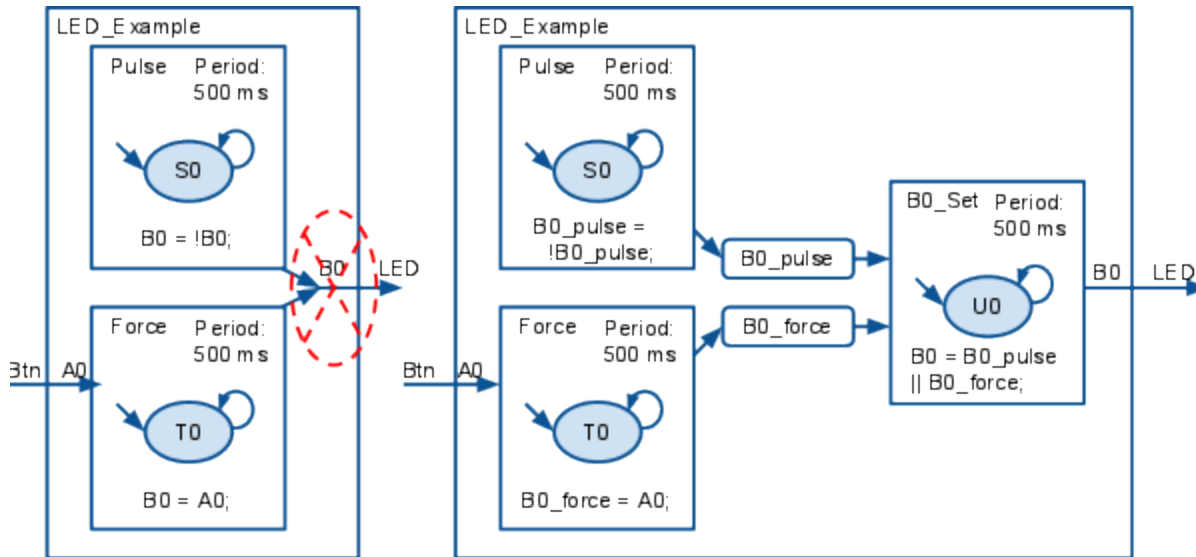 LED_Example
Pulse Period:
500 ms
S0
B0 = !B0;
B0 LED
Force Period:
500 ms
Btn A0
T0
B0 = A0;
LED_Example
Pulse Period:
500 ms
S0
B0_pulse =
!B0_pulse;
B0_pulse
Force Period:
500 ms
B0_force
Btn A0
T0
B0_force = A0;
B0_Set Period:
500 ms
U0
B0 = B0_pulse
|| B0_force;
B0 LED